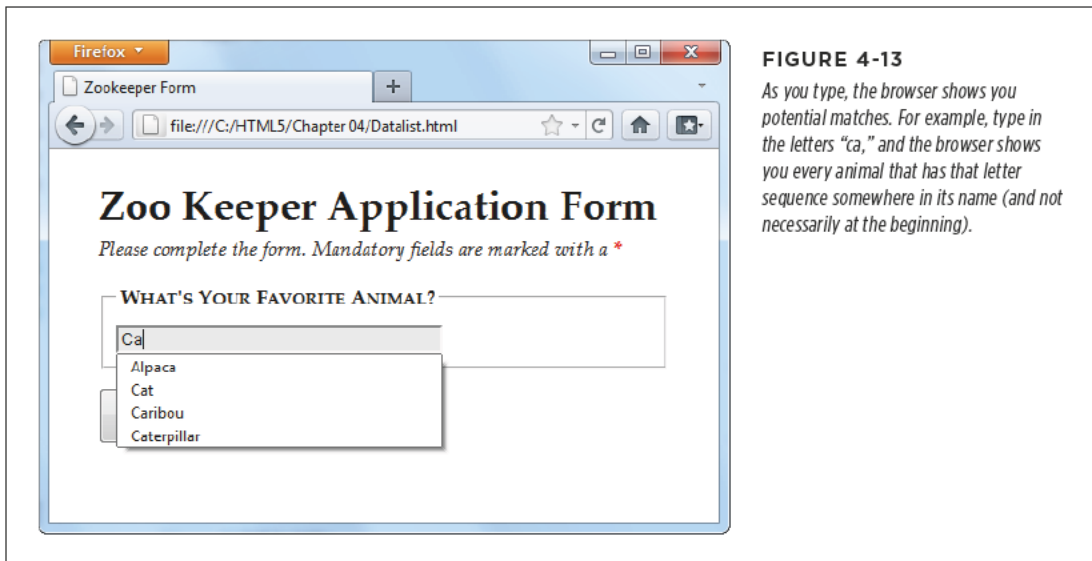 Firefox
Zookeeper Form
file:///C:/HTML5/Chapter 04/Datalist.html
Zoo Keeper Application Form
Please complete the form. Mandatory fields are marked with a *
What's Your Favorite Animal?
Ca
Alpaca
Cat
Caribou
Caterpillar
FIGURE 4-13
As you type, the browser shows you
potential matches. For example, type in
the letters “ca,” and the browser shows
you every animal that has that letter
sequence somewhere in its name (and not
necessarily at the beginning).